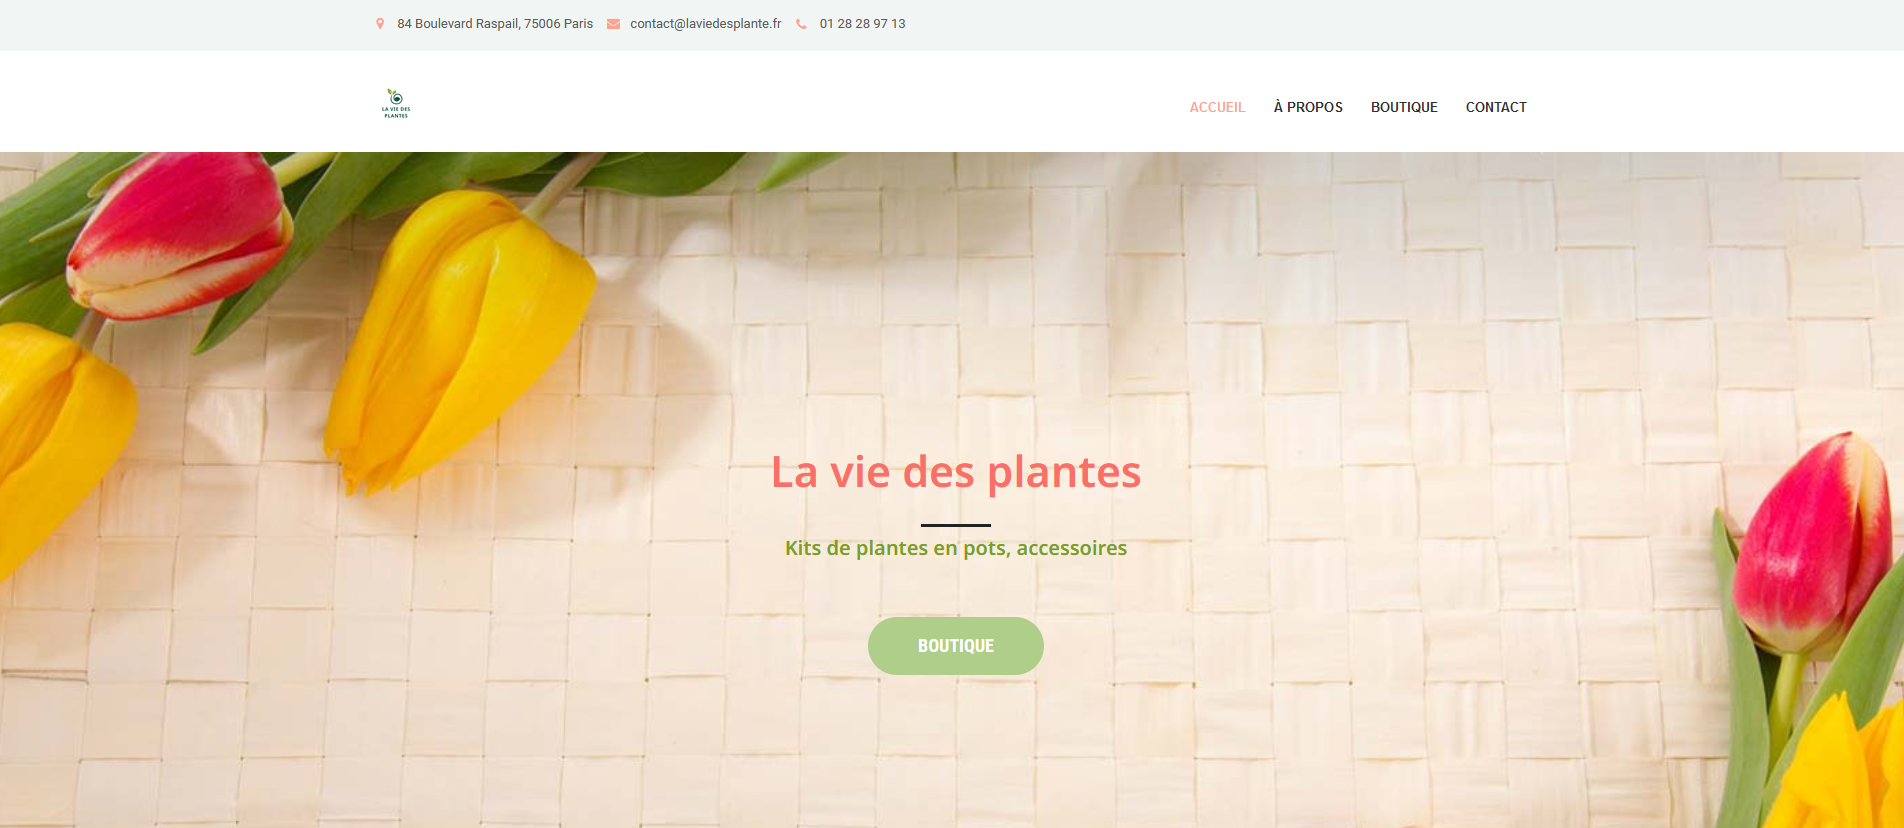 84 Boulevard Raspail, 75006 Paris contact@laviedesplante.fr 01 28 28 97 13
LA VIE DES
PLANTES
ACCUEIL À PROPOS BOUTIQUE CONTACT
La vie des plantes
Kits de plantes en pots, accessoires
BOUTIQUE